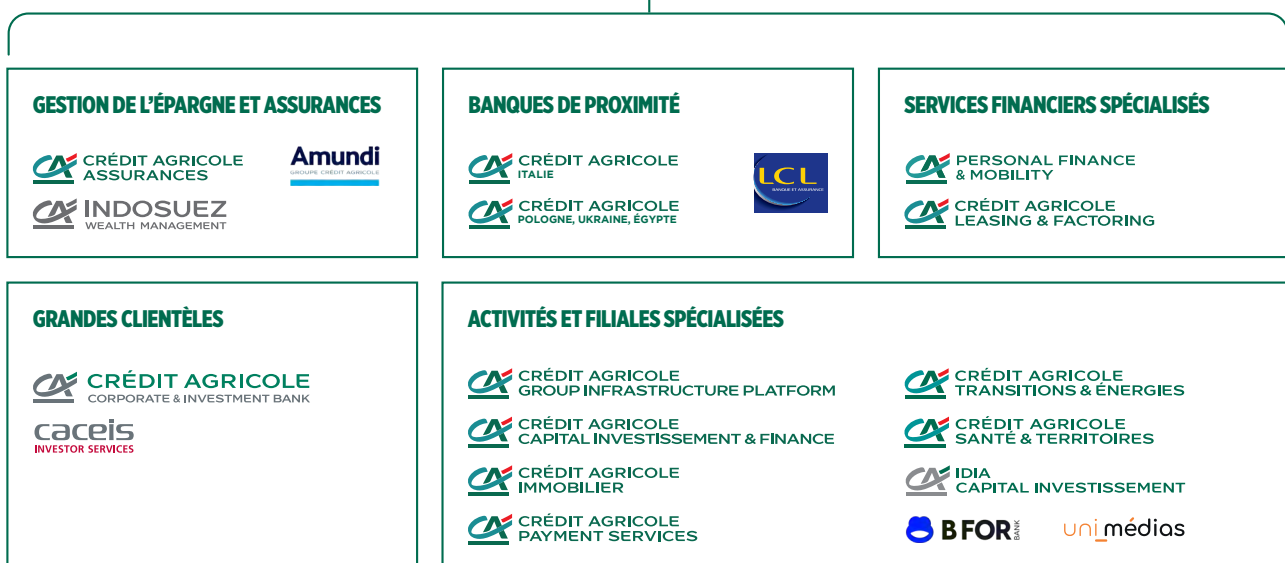 GESTION DE L'ÉPARGNE ET ASSURANCES
CRÉDIT AGRICOLE
ASSURANCES
Amundi
GROUPE CRÉDIT AGRICOLE
INDOSUEZ
WEALTH MANAGEMENT
BANQUES DE PROXIMITÉ
CRÉDIT AGRICOLE
ITALIE
CRÉDIT AGRICOLE
POLOGNE, UKRAINE, ÉGYPTE
LCL
BANQUE ET ASSURANCE
SERVICES FINANCIERS SPÉCIALISÉS
PERSONAL FINANCE
& MOBILITY
CRÉDIT AGRICOLE
LEASING & FACTORING
GRANDES CLIENTÈLES
CRÉDIT AGRICOLE
CORPORATE & INVESTMENT BANK
caceis
INVESTOR SERVICES
ACTIVITÉS ET FILIALES SPÉCIALISÉES
CRÉDIT AGRICOLE
GROUP INFRASTRUCTURE PLATFORM
CRÉDIT AGRICOLE
CAPITAL INVESTISSEMENT & FINANCE
CRÉDIT AGRICOLE
IMMOBILIER
CRÉDIT AGRICOLE
PAYMENT SERVICES
CRÉDIT AGRICOLE
TRANSITIONS & ÉNERGIES
CRÉDIT AGRICOLE
SANTÉ & TERRITOIRES
IDIA
CAPITAL INVESTISSEMENT
B FOR BANK
uni_médias